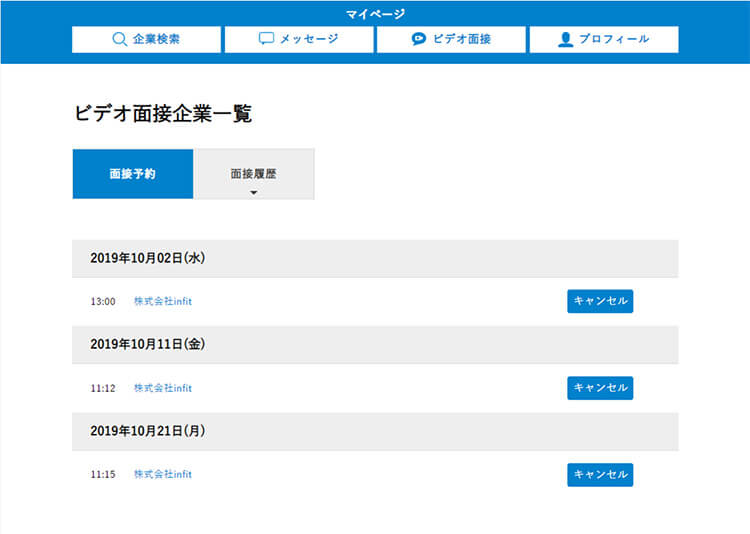 マイページ
企業検索 メッセージ ビデオ面接 プロフィール
ビデオ面接企業一覧
面接予約 面接履歴
2019年10月02日(水)
13:00 株式会社infit キャンセル
2019年10月11日(金)
11:12 株式会社infit キャンセル
2019年10月21日(月)
11:15 株式会社infit キャンセル